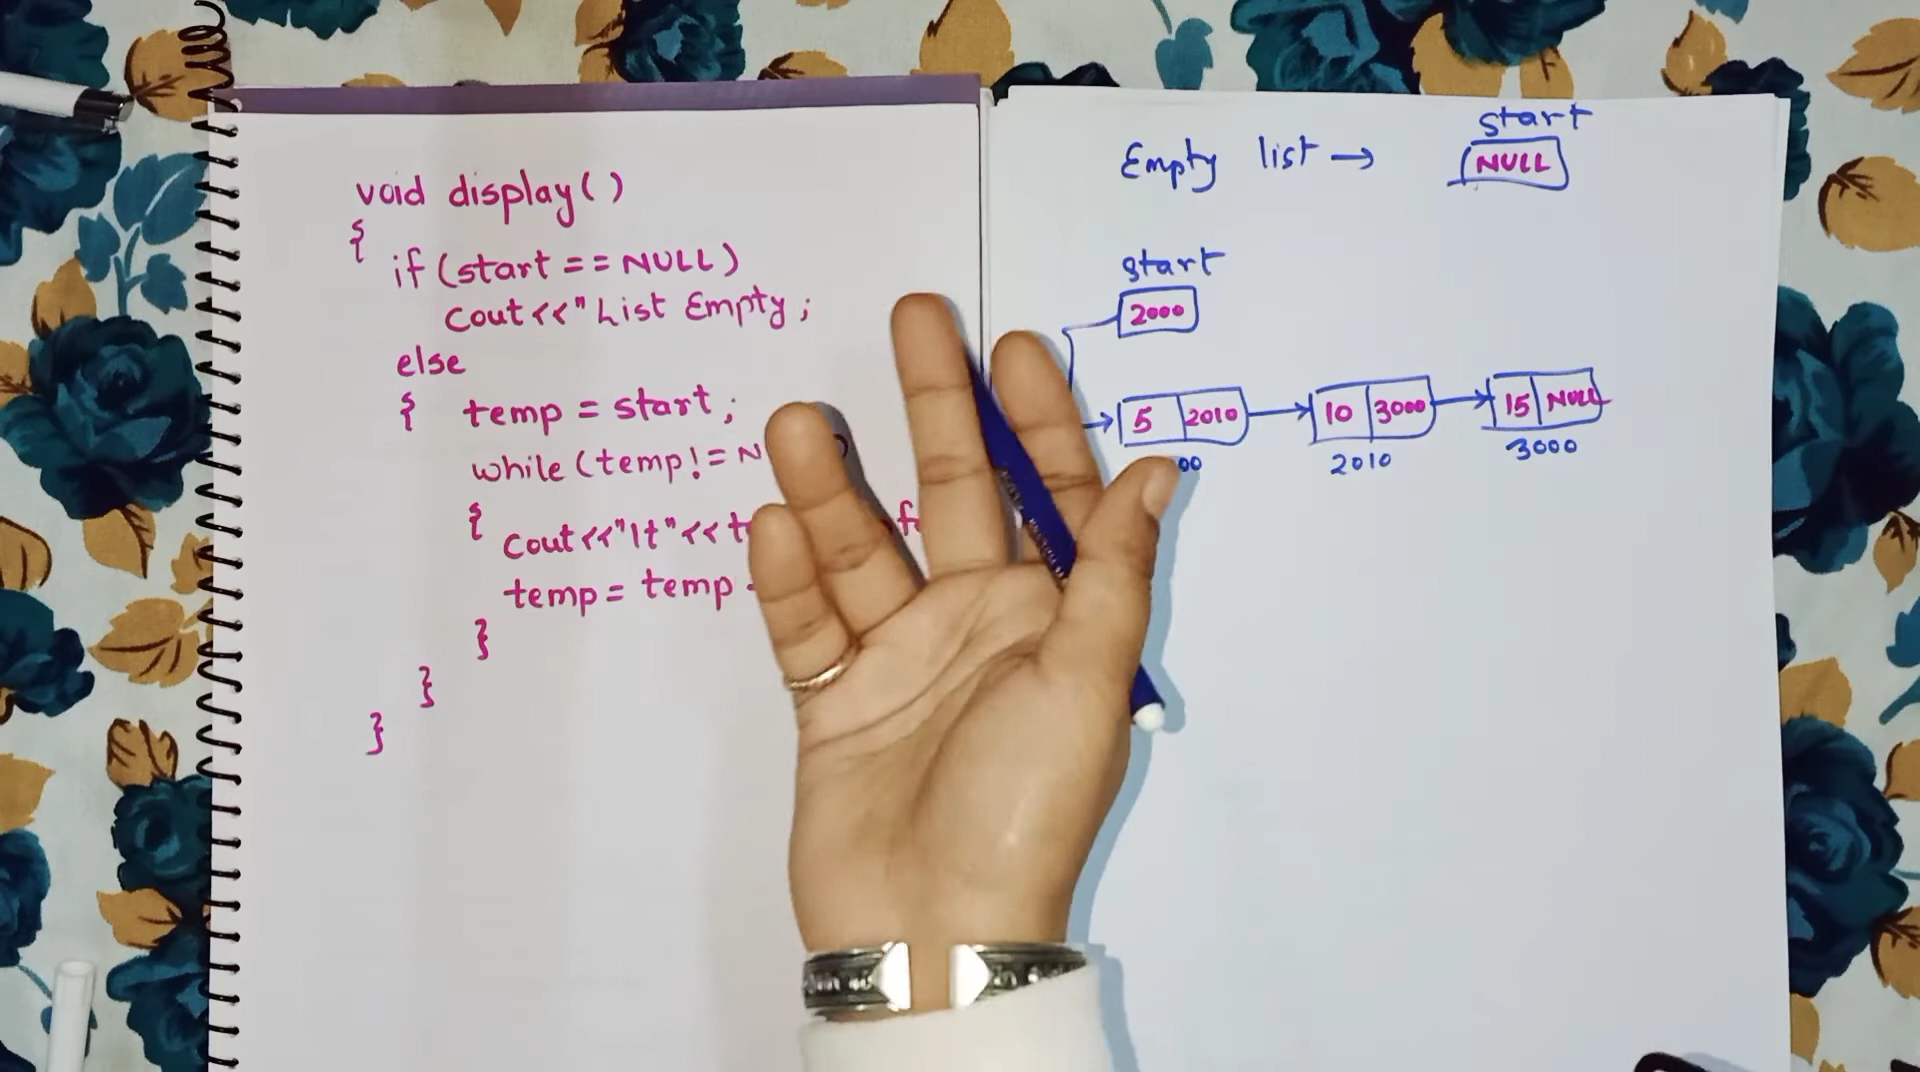 void display()
{
if(start == NULL)
cout<<"List Empty;
else
{ temp = start;
while(temp! = N
{ cout<<"\t"<<t
temp = temp
}
}
}
Empty list →
start
NULL
start
2000
5 2010
10 3000
15 NULL
00
2010
3000